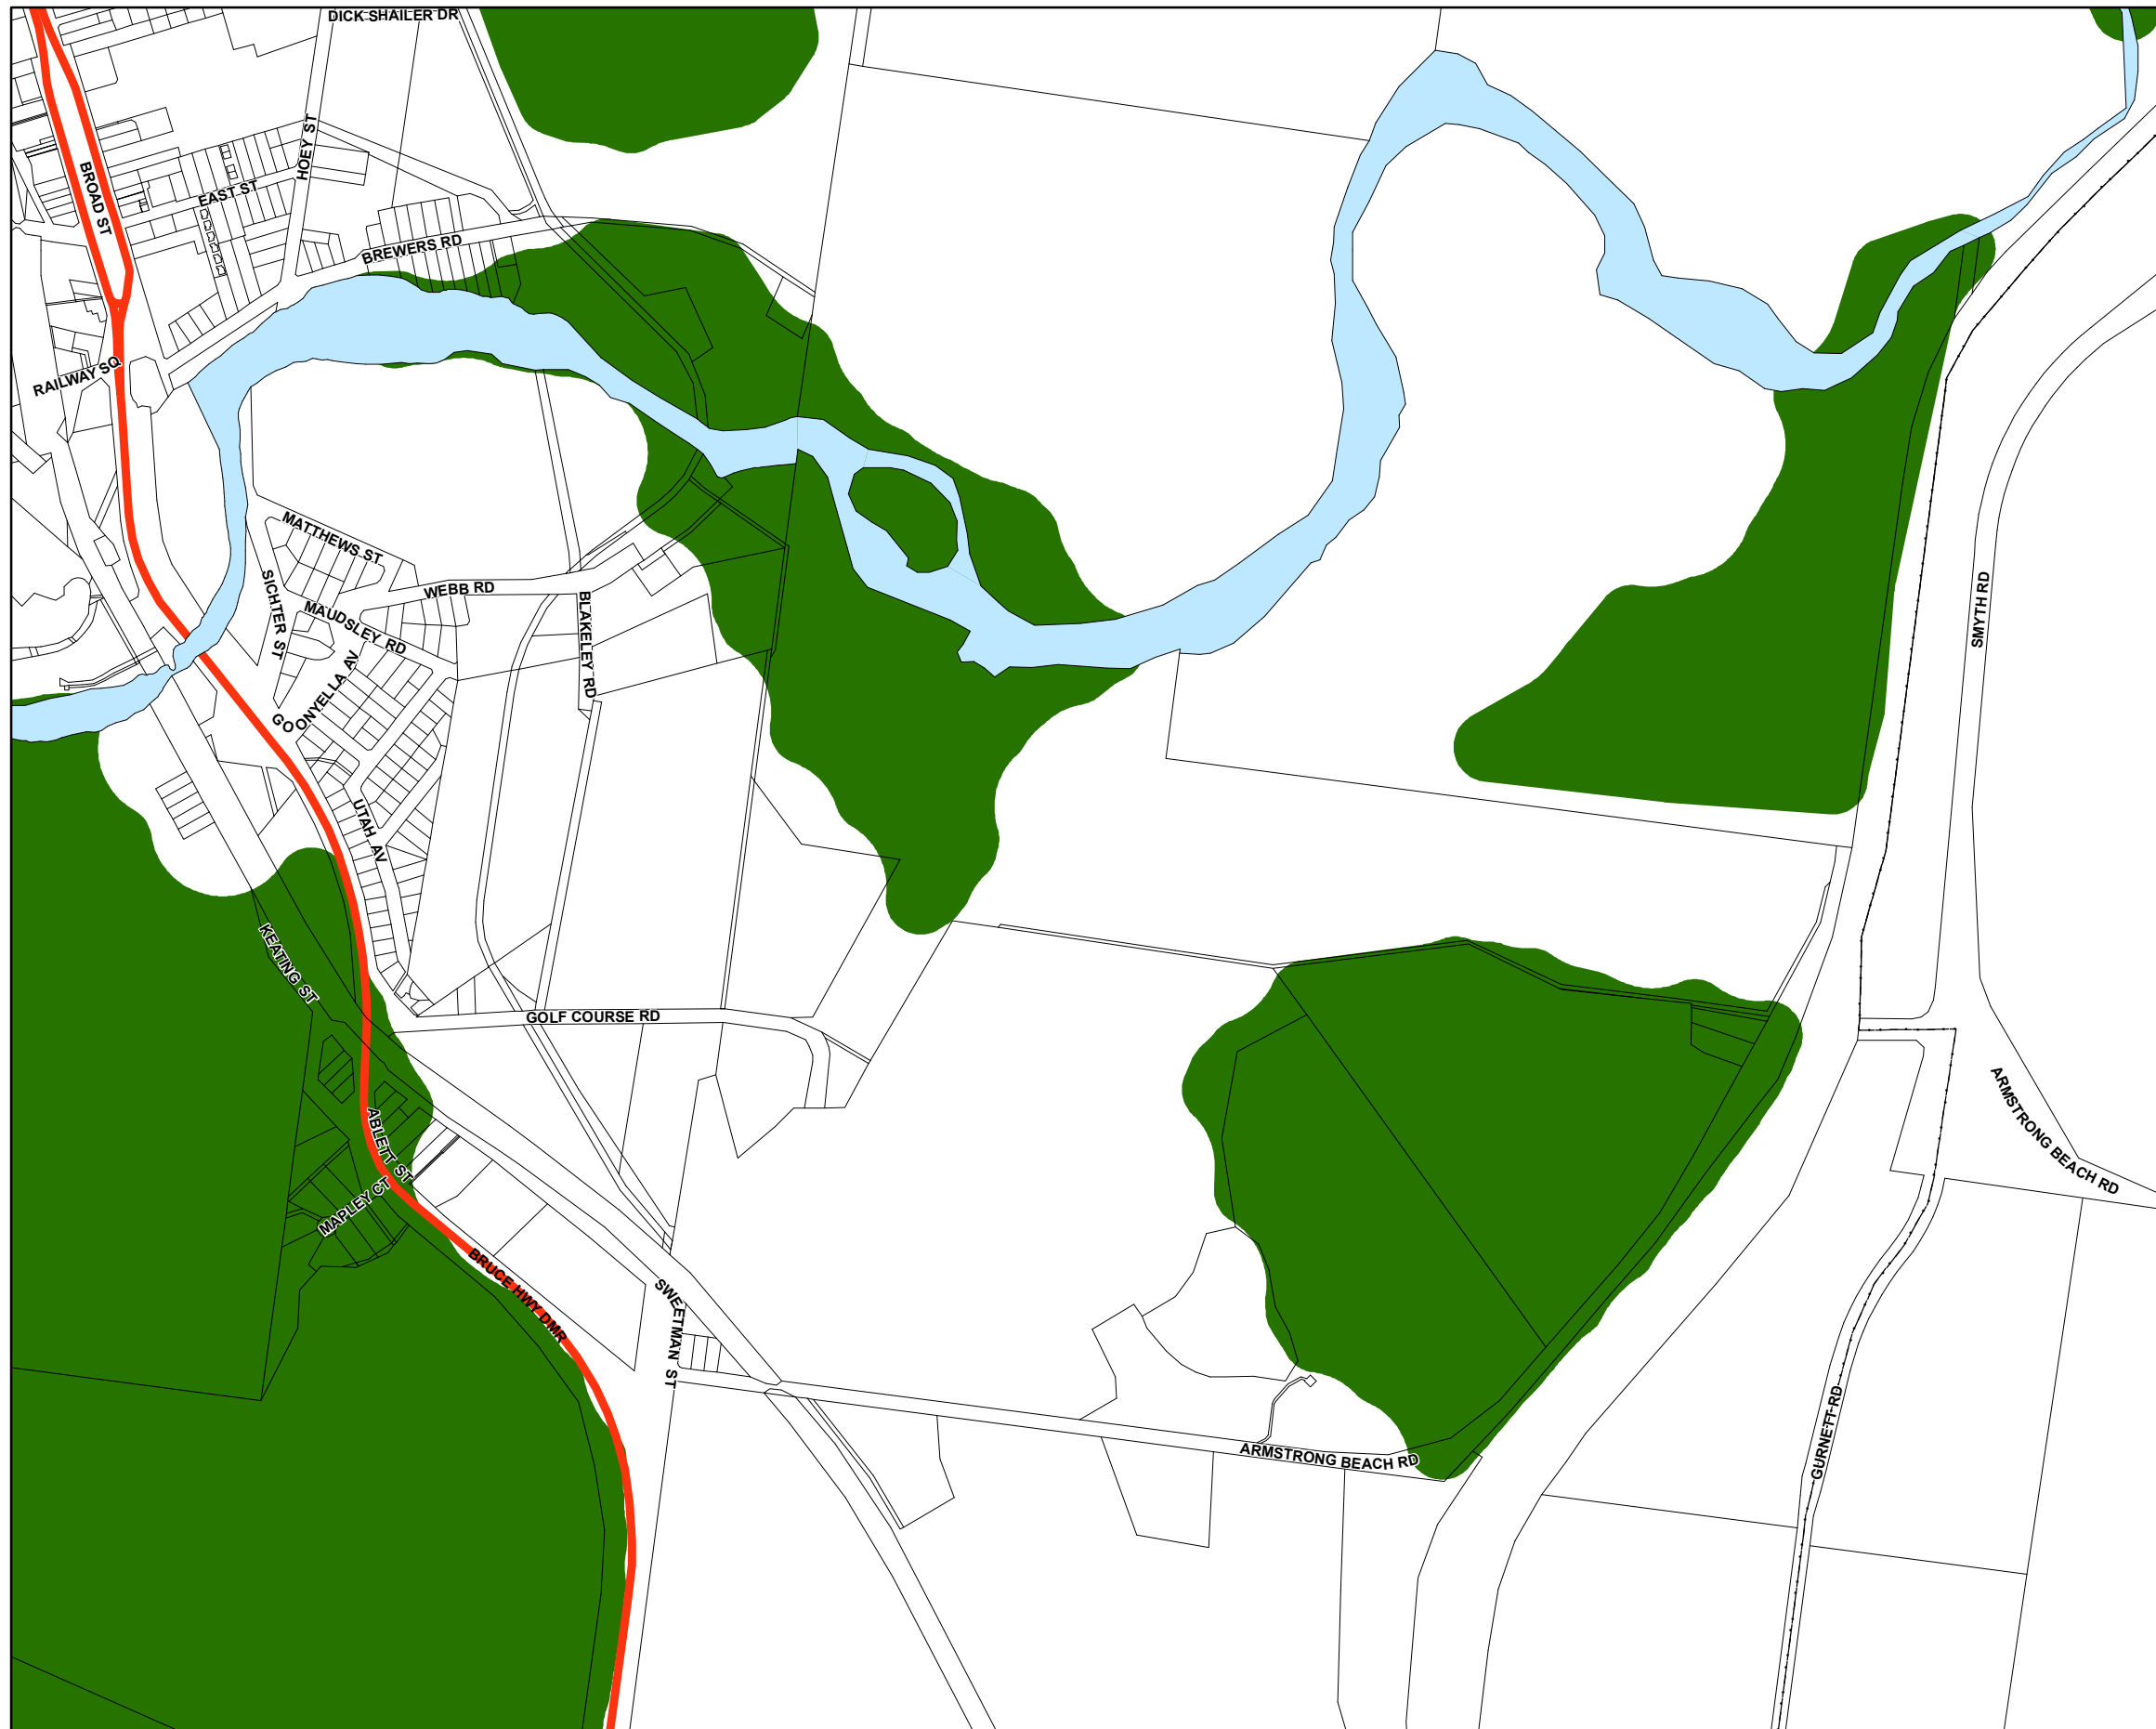 DICK SHAILER DR
HOEY ST
BROAD ST
EAST ST
BREWERS RD
RAILWAY SQ
MATTHEWS ST
SICHTER ST
WEBB RD
MAUDSLEY RD
BLAKELEY RD
SMYTH RD
GOONYELLA AV
UTAH AV
KEATING ST
GOLF COURSE RD
ARMSTRONG BEACH RD
ABLETT ST
MAPLEY CT
BRUCE HWY DMR
SWEETMAN ST
GURNETT RD
ARMSTRONG BEACH RD